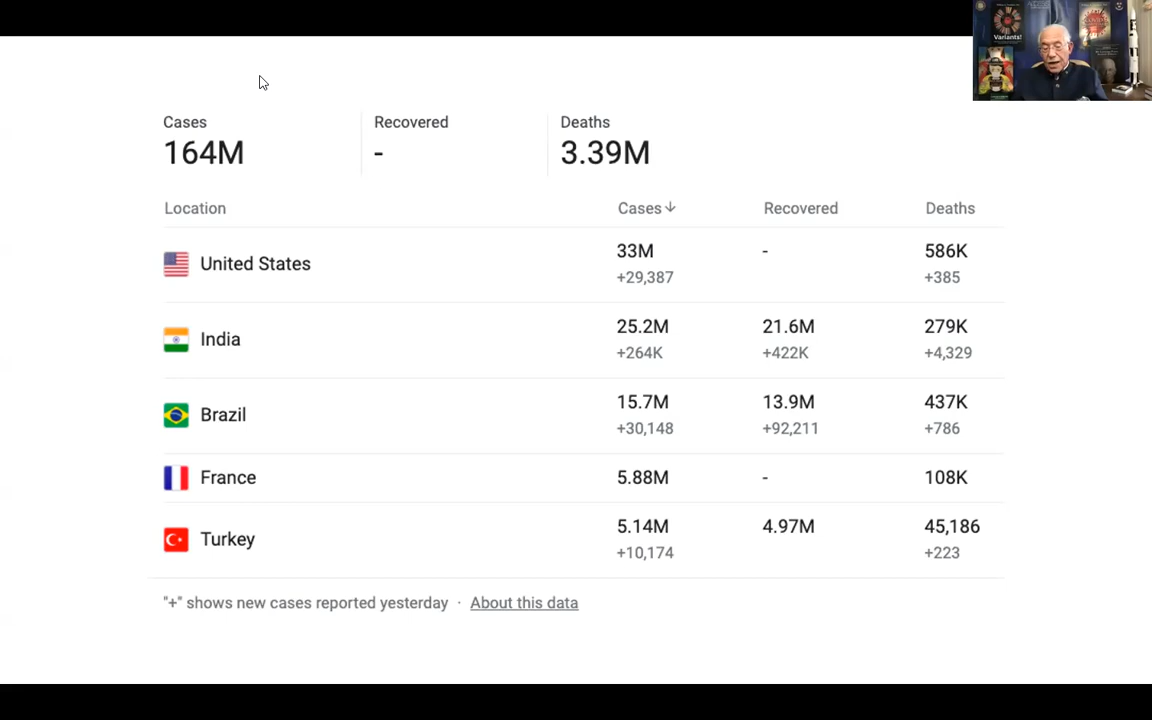 Variants!
Cases Recovered Deaths
164M - 3.39M
Location Cases↓ Recovered Deaths
United States 33M - 586K
+29,387 +385
India 25.2M 21.6M 279K
+264K +422K +4,329
Brazil 15.7M 13.9M 437K
+30,148 +92,211 +786
France 5.88M - 108K
Turkey 5.14M 4.97M 45,186
+10,174 +223
"+" shows new cases reported yesterday · About this data